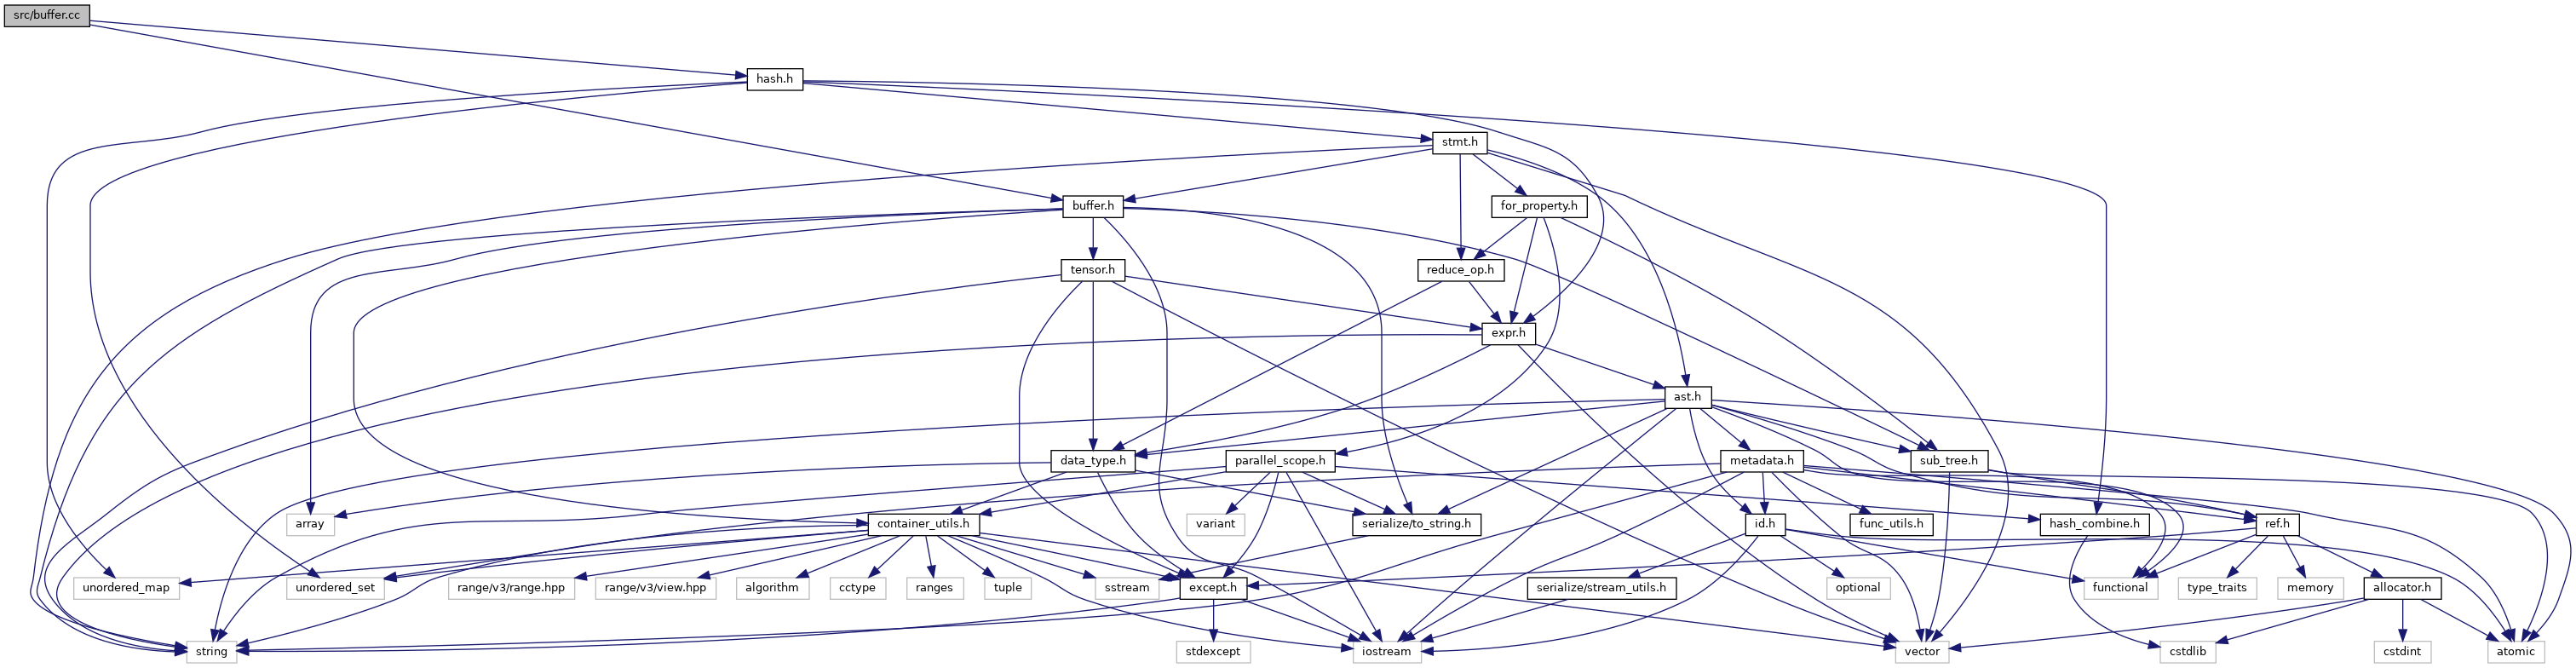 src/buffer.cc
hash.h
stmt.h
buffer.h
for_property.h
tensor.h
reduce_op.h
expr.h
ast.h
data_type.h
parallel_scope.h
metadata.h
sub_tree.h
array
container_utils.h
variant
serialize/to_string.h
id.h
func_utils.h
hash_combine.h
ref.h
unordered_map
unordered_set
range/v3/range.hpp
range/v3/view.hpp
algorithm
cctype
ranges
tuple
sstream
except.h
serialize/stream_utils.h
optional
functional
type_traits
memory
allocator.h
string
stdexcept
iostream
vector
cstdlib
cstdint
atomic